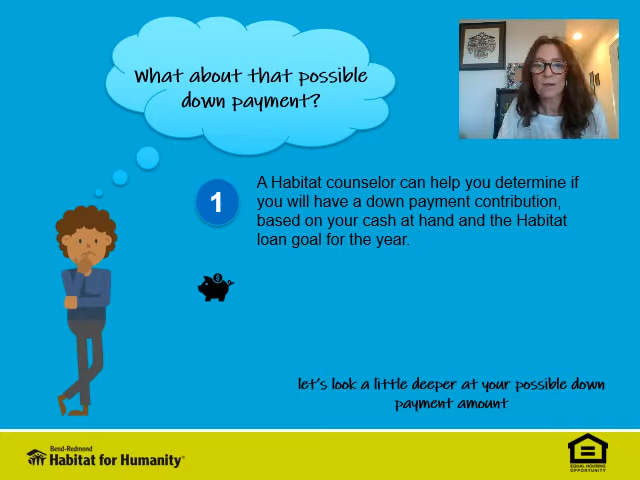 What about that possible
down payment?
1
A Habitat counselor can help you determine if
you will have a down payment contribution,
based on your cash at hand and the Habitat
loan goal for the year.
$
let's look a little deeper at your possible down
payment amount
Bend-Redmond
Habitat for Humanity®
EQUAL HOUSING
OPPORTUNITY